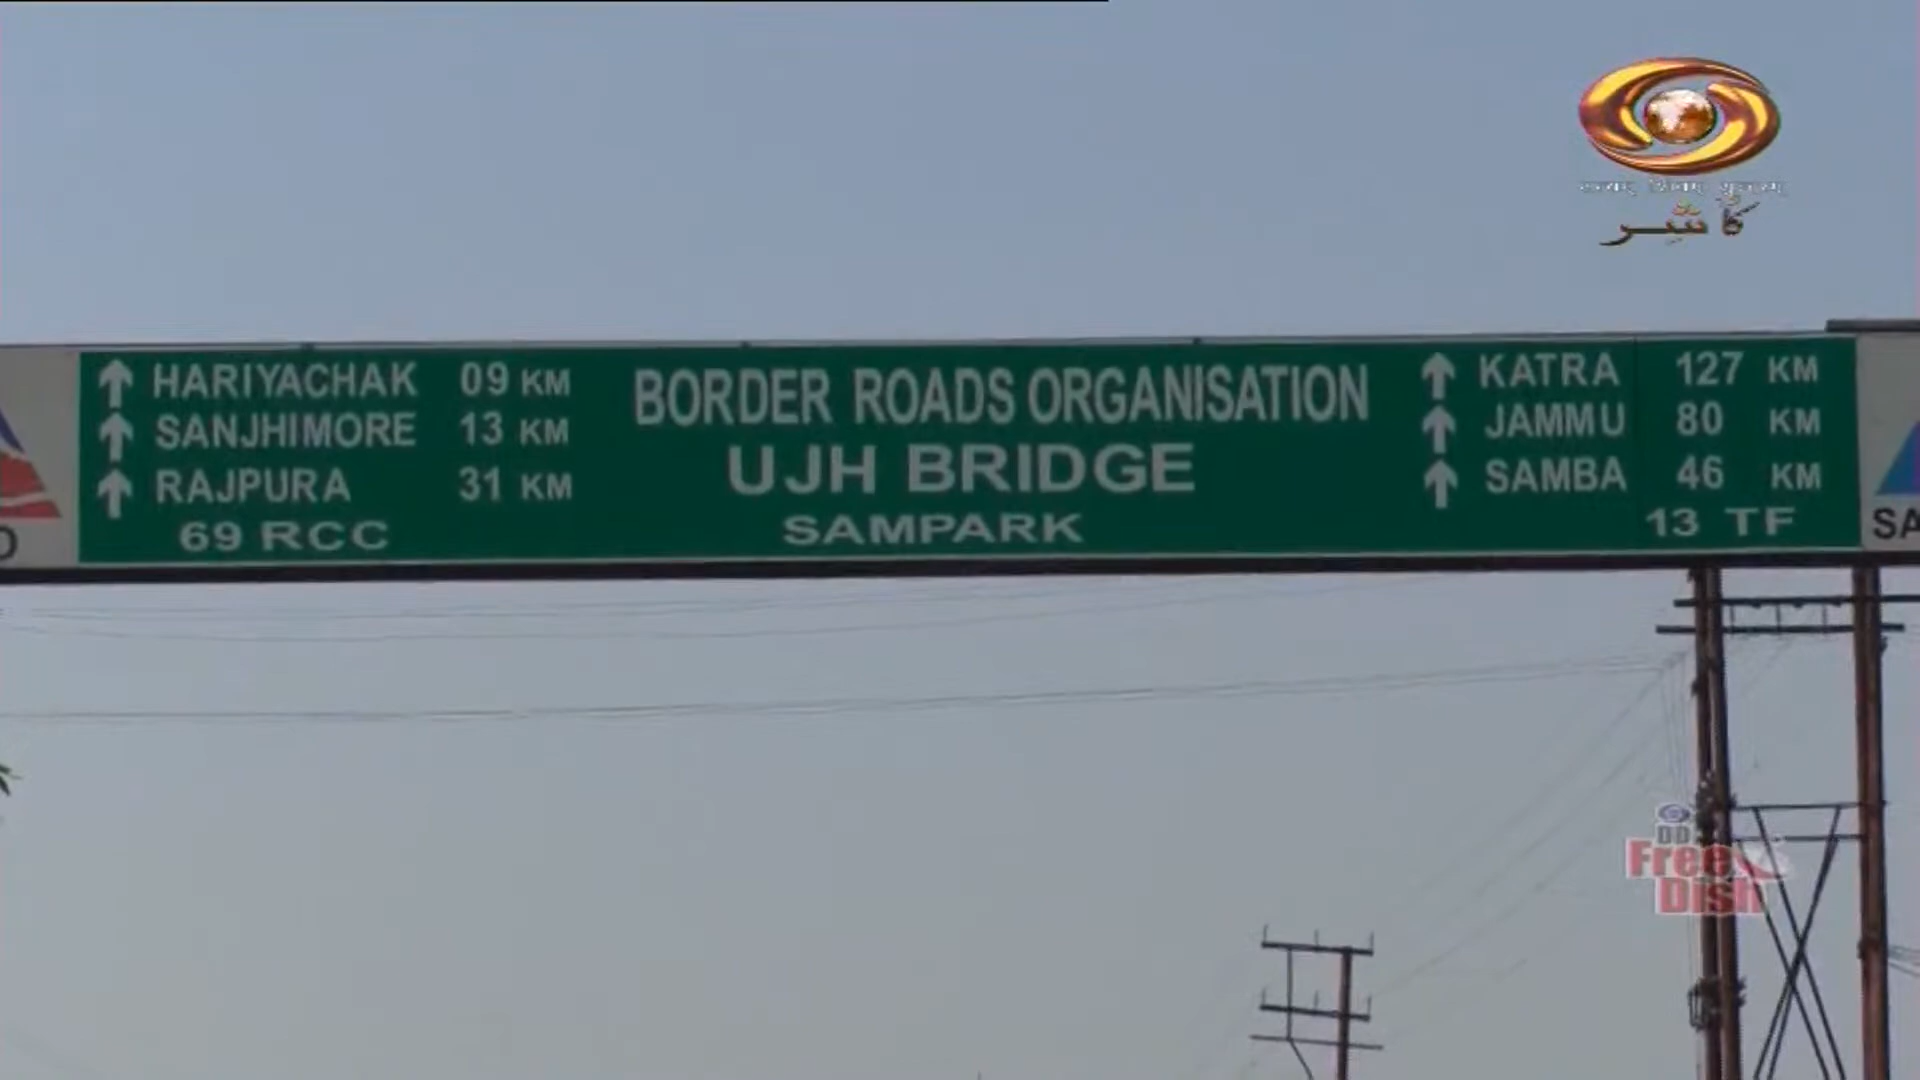 कॉशुर
HARIYACHAK 09 KM
SANJHIMORE 13 KM
RAJPURA 31 KM
69 RCC
BORDER ROADS ORGANISATION
UJH BRIDGE
SAMPARK
KATRA 127 KM
JAMMU 80 KM
SAMBA 46 KM
13 TF
SA
DD
Free
Dish